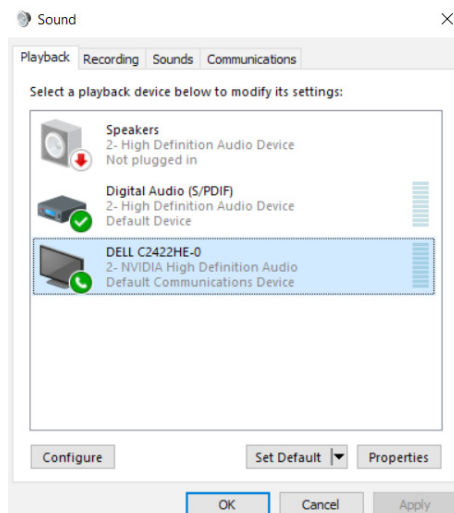 Sound
Playback Recording Sounds Communications
Select a playback device below to modify its settings:
Speakers
2- High Definition Audio Device
Not plugged in
Digital Audio (S/PDIF)
2- High Definition Audio Device
Default Device
DELL C2422HE-0
2- NVIDIA High Definition Audio
Default Communications Device
Configure Set Default Properties
OK Cancel Apply